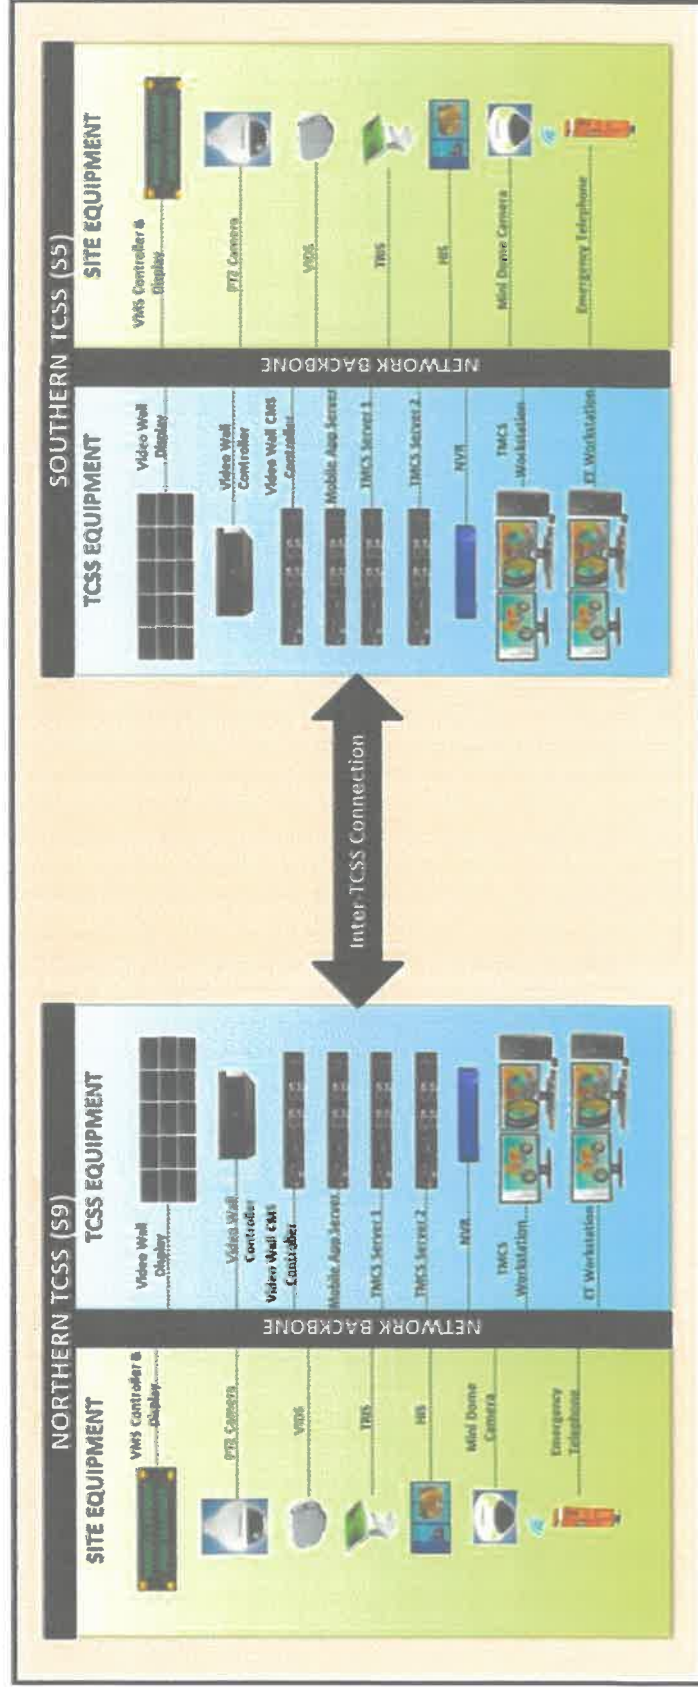 NORTHERN TCSS (S9)
SITE EQUIPMENT
VMS Controller &
Display
PTZ Camera
VIDS
TRIS
HIS
Mini Dome
Camera
Emergency
Telephone
NETWORK BACKBONE
TCSS EQUIPMENT
Video Wall
Display
Video Wall
Controller
Video Wall CMS
Controller
Mobile App Server
TMCS Server 1
TMCS Server 2
NVR
TMCS
Workstation
ET Workstation
Inter-TCSS Connection
SOUTHERN TCSS (S5)
TCSS EQUIPMENT
Video Wall
Display
Video Wall
Controller
Video Wall CMS
Controller
Mobile App Server
TMCS Server 1
TMCS Server 2
NVR
TMCS
Workstation
ET Workstation
NETWORK BACKBONE
SITE EQUIPMENT
VMS Controller &
Display
PTZ Camera
VIDS
TRIS
HIS
Mini Dome Camera
Emergency Telephone